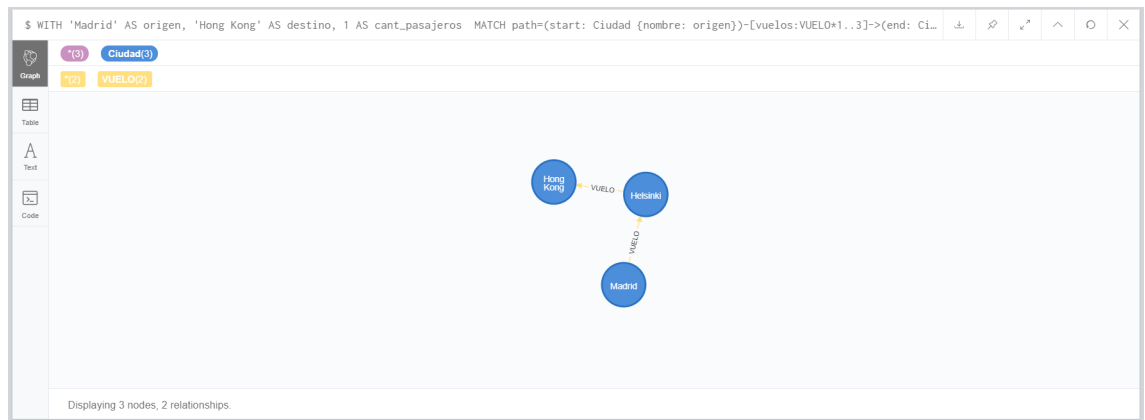 $ WITH 'Madrid' AS origen, 'Hong Kong' AS destino, 1 AS cant_pasajeros MATCH path=(start: Ciudad {nombre: origen})-[vuelos:VUELO*1..3]->(end: Ci…
*(3) Ciudad(3)
Graph
*(2) VUELO(2)
Table
A
Text
Code
Hong
Kong
VUELO
Helsinki
VUELO
Madrid
Displaying 3 nodes, 2 relationships.